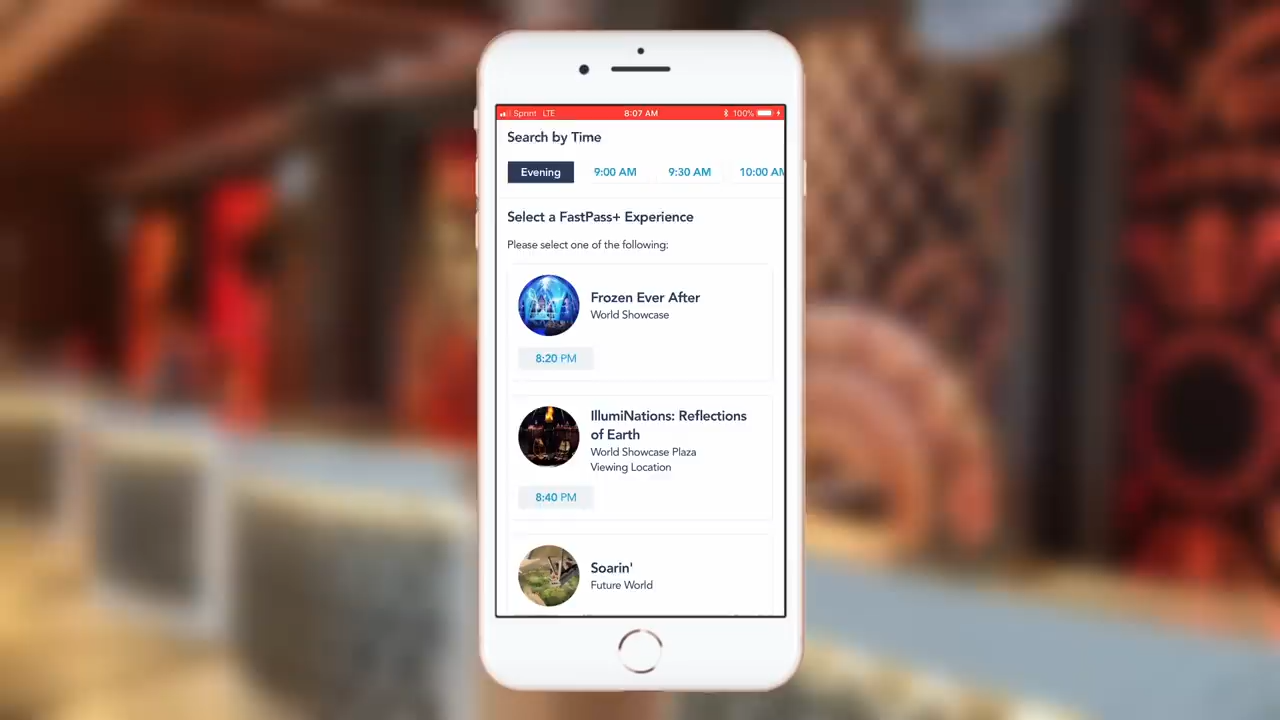 Sprint LTE 8:07 AM 100%
Search by Time
Evening 9:00 AM 9:30 AM 10:00 AM
Select a FastPass+ Experience
Please select one of the following:
Frozen Ever After
World Showcase
8:20 PM
IllumiNations: Reflections
of Earth
World Showcase Plaza
Viewing Location
8:40 PM
Soarin'
Future World